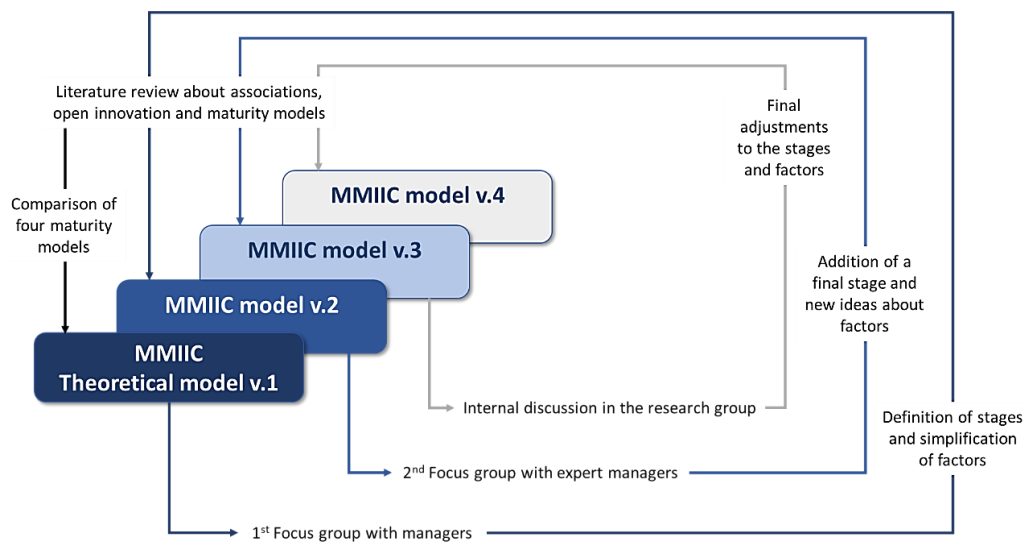 Literature review about associations,
open innovation and maturity models
Final
adjustments
to the stages
and factors
MMIIC model v.4
Comparison of
four maturity
models
MMIIC model v.3
Addition of a
final stage and
new ideas about
factors
MMIIC model v.2
MMIIC
Theoretical model v.1
Internal discussion in the research group
Definition of stages
and simplification
of factors
2nd Focus group with expert managers
1st Focus group with managers